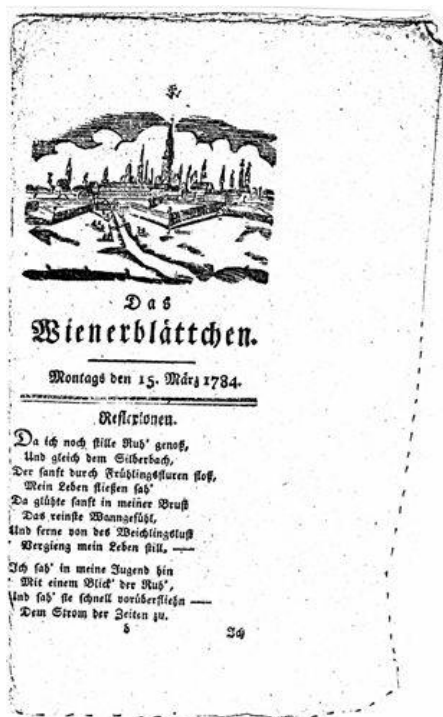 Das
Wienerblättchen.
Montags den 15. März 1784.
Reflexionen.
Da ich noch stille Ruh' genoß,
Und gleich dem Silberbach,
Der sanft durch Frühlingsfluren floß,
Mein Leben fließen sah'
Da glühte sanft in meiner Brust
Das reinste Wanngefühl,
Und ferne von des Weichlingslust
Vergieng mein Leben still. —
Ich sah' in meine Jugend hin
Mit einem Blick' der Ruh',
Und sah' sie schnell vorüberfliehn —
Dem Strom der Zeiten zu.
h
Ich